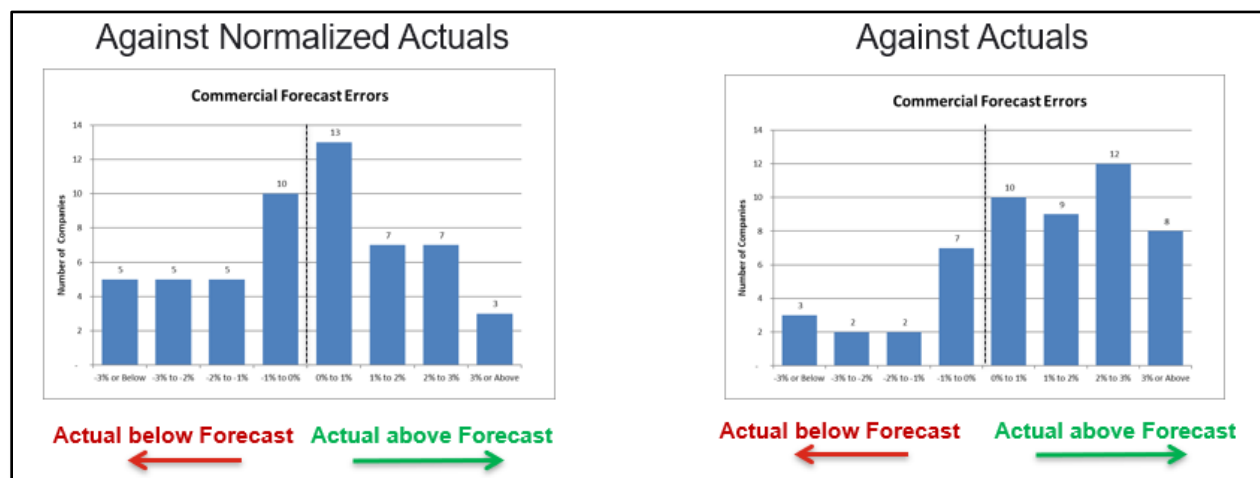 Against Normalized Actuals
Commercial Forecast Errors
Number of Companies
14
12
10
8
6
4
2
-
5
5
5
10
13
7
7
3
-3% or Below
-3% to -2%
-2% to -1%
-1% to 0%
0% to 1%
1% to 2%
2% to 3%
3% or Above
Actual below Forecast
Actual above Forecast
Against Actuals
Commercial Forecast Errors
Number of Companies
14
12
10
8
6
4
2
-
3
2
2
7
10
9
12
8
-3% or Below
-3% to -2%
-2% to -1%
-1% to 0%
0% to 1%
1% to 2%
2% to 3%
3% or Above
Actual below Forecast
Actual above Forecast